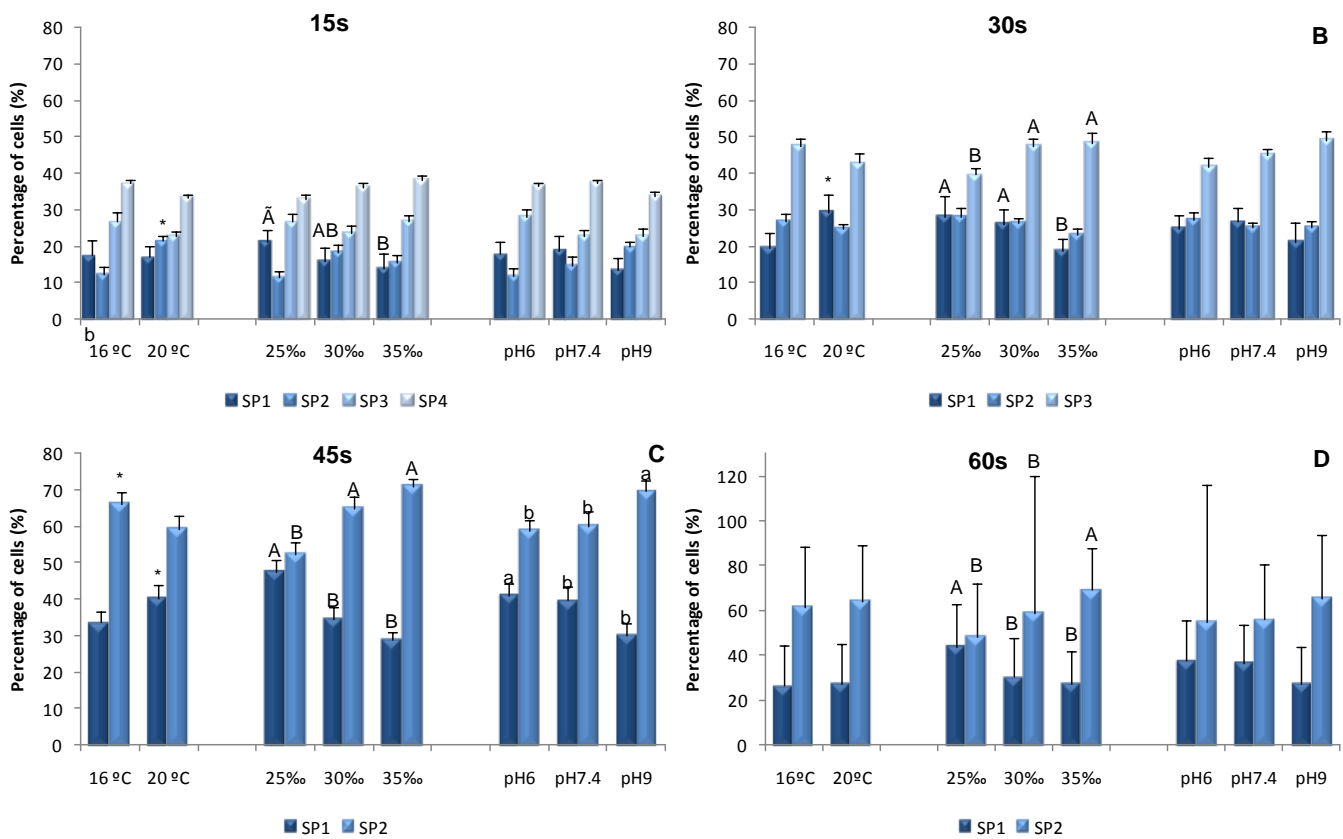 15s
Percentage of cells (%)
80
70
60
50
40
30
20
10
0
Ã
A
AB
B
*
b
16 ºC 20 ºC 25‰ 30‰ 35‰ pH6 pH7.4 pH9
SP1 SP2 SP3 SP4
30s
B
Percentage of cells (%)
80
70
60
50
40
30
20
10
0
*
A B A A A B
16 ºC 20 ºC 25‰ 30‰ 35‰ pH6 pH7.4 pH9
SP1 SP2 SP3
45s
C
Percentage of cells (%)
80
70
60
50
40
30
20
10
0
* * A B B A B A a b b b b a
16 ºC 20 ºC 25‰ 30‰ 35‰ pH6 pH7.4 pH9
SP1 SP2
60s
D
Percentage of cells (%)
120
100
80
60
40
20
0
A B B B B A
16ºC 20ºC 25‰ 30‰ 35‰ pH6 pH7.4 pH9
SP1 SP2